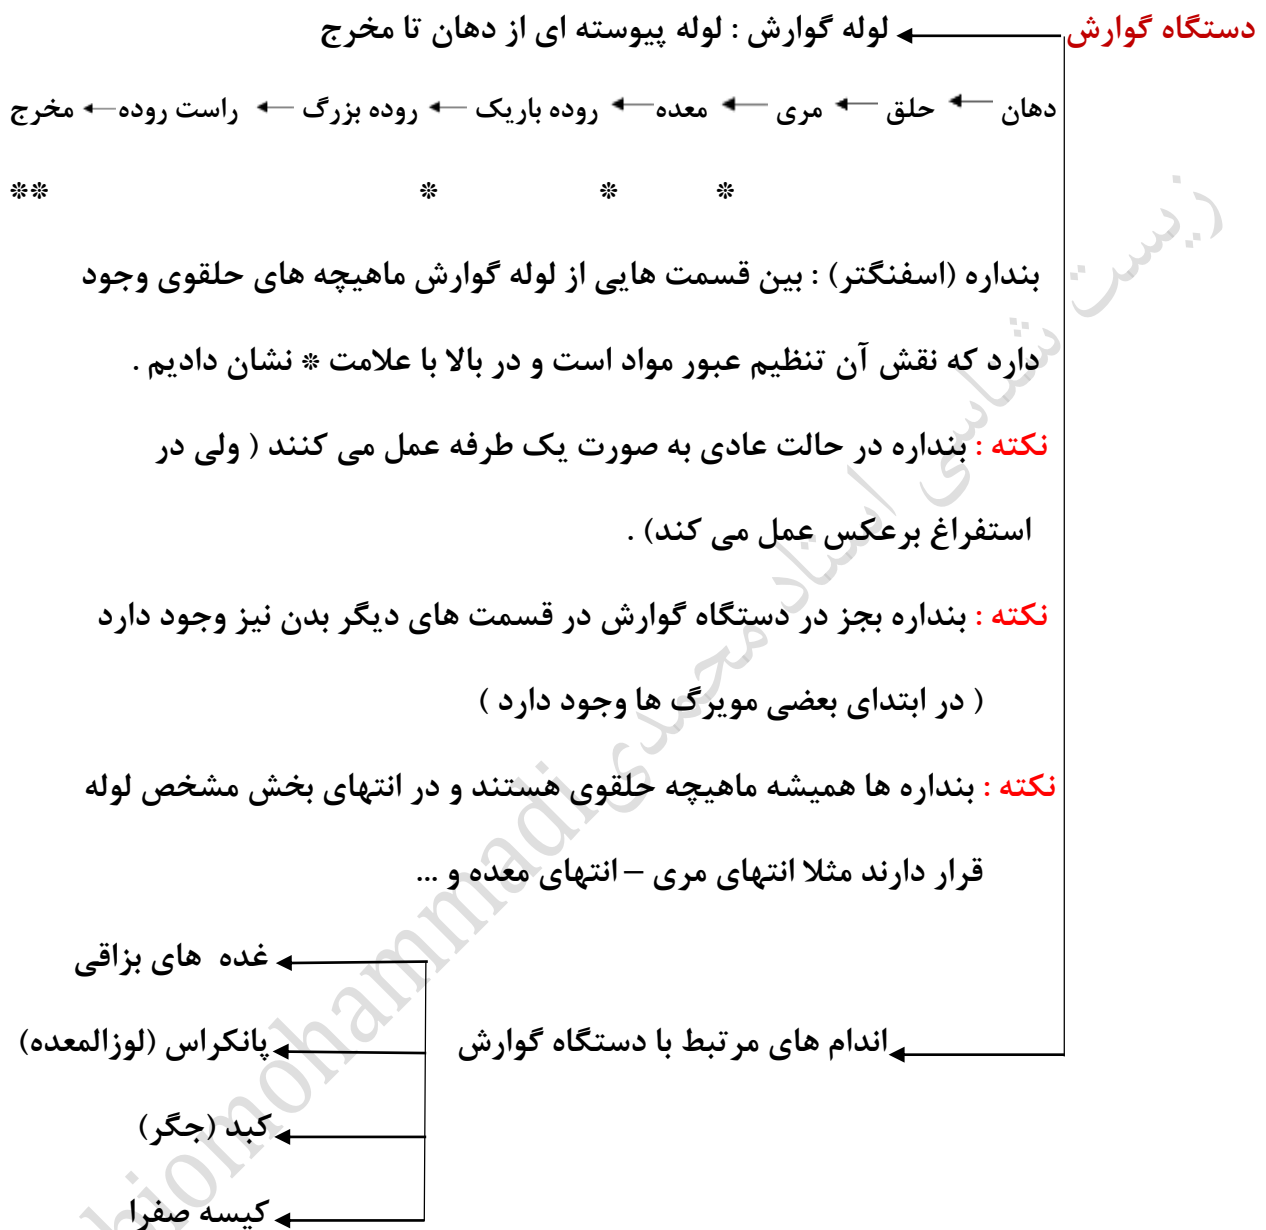 دستگاه گوارش ← لوله گوارش : لوله پیوسته ای از دهان تا مخرج
دهان ← حلق ← مری ← معده ← روده باریک ← روده بزرگ ← راست روده ← مخرج
* * * **
بنداره (اسفنگتر) : بین قسمت هایی از لوله گوارش ماهیچه های حلقوی وجود
دارد که نقش آن تنظیم عبور مواد است و در بالا با علامت * نشان دادیم .
نکته : بنداره در حالت عادی به صورت یک طرفه عمل می کنند ( ولی در
استفراغ برعکس عمل می کند) .
نکته : بنداره بجز در دستگاه گوارش در قسمت های دیگر بدن نیز وجود دارد
( در ابتدای بعضی مویرگ ها وجود دارد )
نکته : بنداره ها همیشه ماهیچه حلقوی هستند و در انتهای بخش مشخص لوله
قرار دارند مثلا انتهای مری – انتهای معده و ...
اندام های مرتبط با دستگاه گوارش
غده های بزاقی
پانکراس (لوزالمعده)
کبد (جگر)
کیسه صفرا
زیست شناسی استاد محمدی biomohammadi